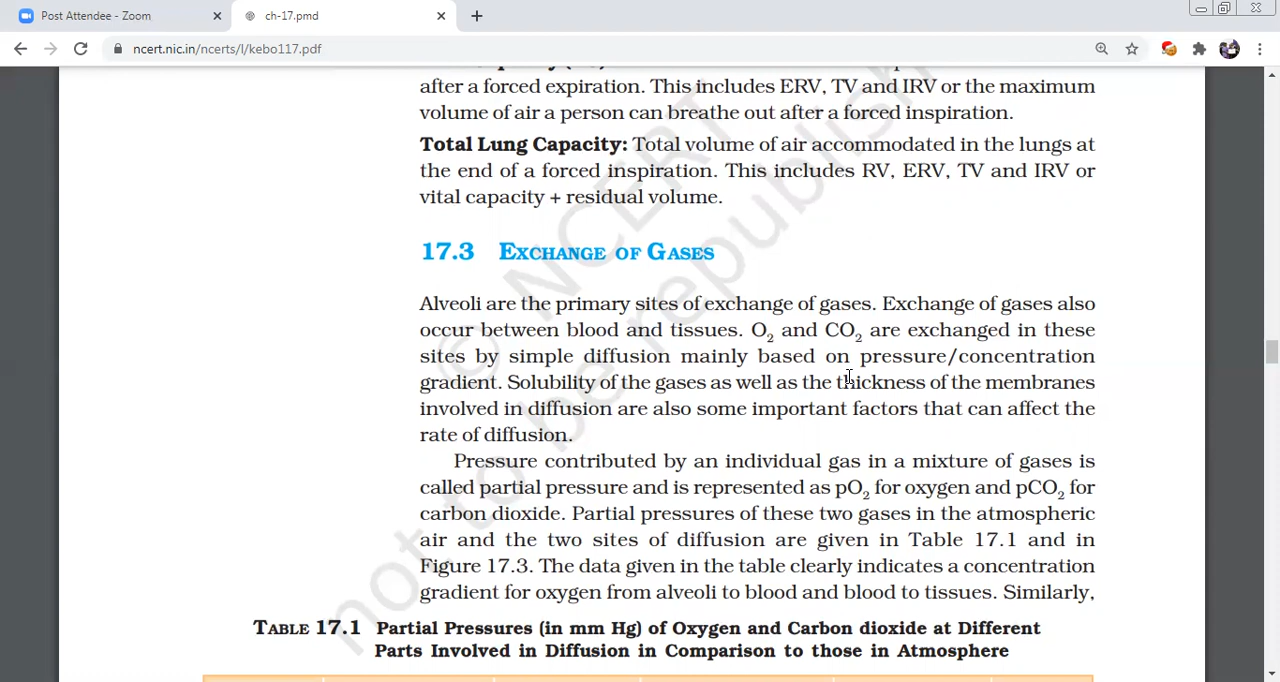 Post Attendee - Zoom
ch-17.pmd
ncert.nic.in/ncerts/l/kebo117.pdf
after a forced expiration. This includes ERV, TV and IRV or the maximum
volume of air a person can breathe out after a forced inspiration.
Total Lung Capacity: Total volume of air accommodated in the lungs at
the end of a forced inspiration. This includes RV, ERV, TV and IRV or
vital capacity + residual volume.
17.3 EXCHANGE OF GASES
Alveoli are the primary sites of exchange of gases. Exchange of gases also
occur between blood and tissues. O₂ and CO₂ are exchanged in these
sites by simple diffusion mainly based on pressure/concentration
gradient. Solubility of the gases as well as the thickness of the membranes
involved in diffusion are also some important factors that can affect the
rate of diffusion.
Pressure contributed by an individual gas in a mixture of gases is
called partial pressure and is represented as pO₂ for oxygen and pCO₂ for
carbon dioxide. Partial pressures of these two gases in the atmospheric
air and the two sites of diffusion are given in Table 17.1 and in
Figure 17.3. The data given in the table clearly indicates a concentration
gradient for oxygen from alveoli to blood and blood to tissues. Similarly,
TABLE 17.1 Partial Pressures (in mm Hg) of Oxygen and Carbon dioxide at Different
Parts Involved in Diffusion in Comparison to those in Atmosphere
© NCERT
not to be republish